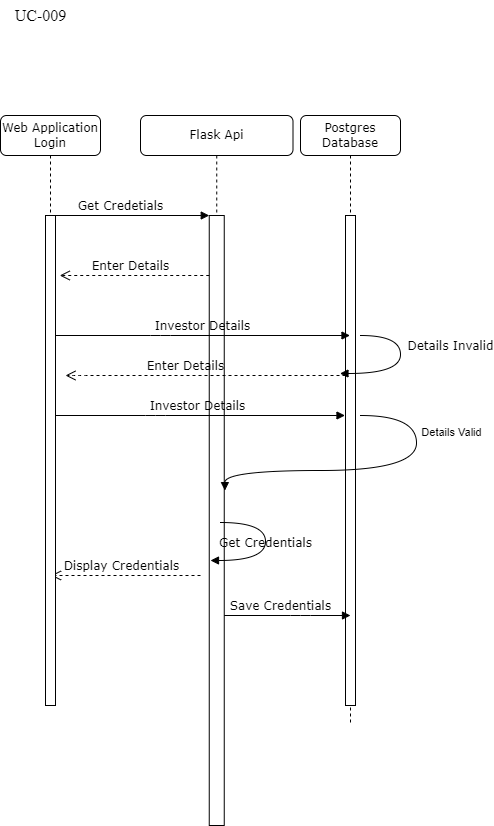 UC-009
Web Application
Login
Flask Api
Postgres
Database
Get Credetials
Enter Details
Investor Details
Details Invalid
Enter Details
Investor Details
Details Valid
Get Credentials
Display Credentials
Save Credentials